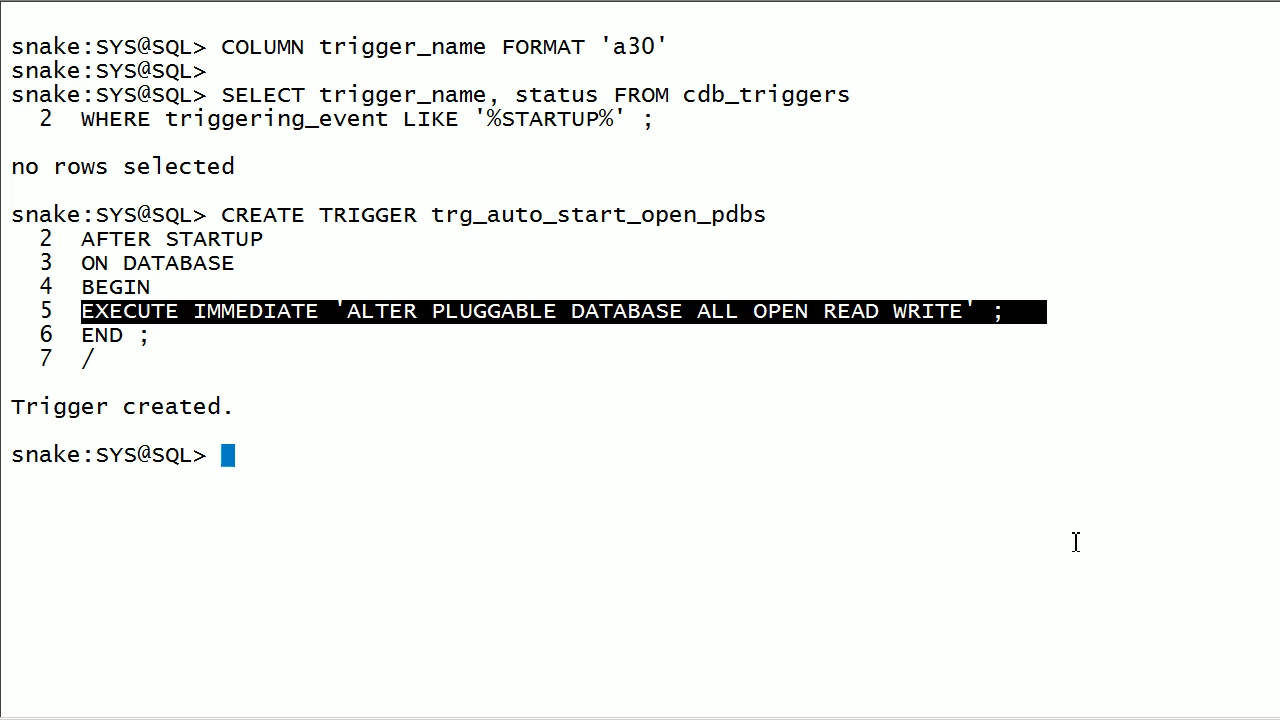 snake:SYS@SQL> COLUMN trigger_name FORMAT 'a30'
snake:SYS@SQL>
snake:SYS@SQL> SELECT trigger_name, status FROM cdb_triggers
2 WHERE triggering_event LIKE '%STARTUP%' ;
no rows selected
snake:SYS@SQL> CREATE TRIGGER trg_auto_start_open_pdbs
2 AFTER STARTUP
3 ON DATABASE
4 BEGIN
5 EXECUTE IMMEDIATE 'ALTER PLUGGABLE DATABASE ALL OPEN READ WRITE' ;
6 END ;
7 /
Trigger created.
snake:SYS@SQL>